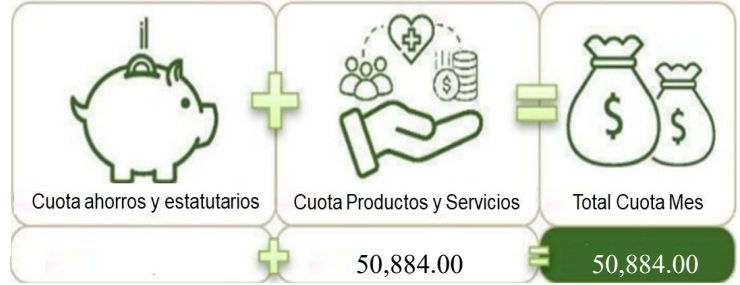 Cuota ahorros y estatutarios
Cuota Productos y Servicios
Total Cuota Mes
50,884.00
50,884.00